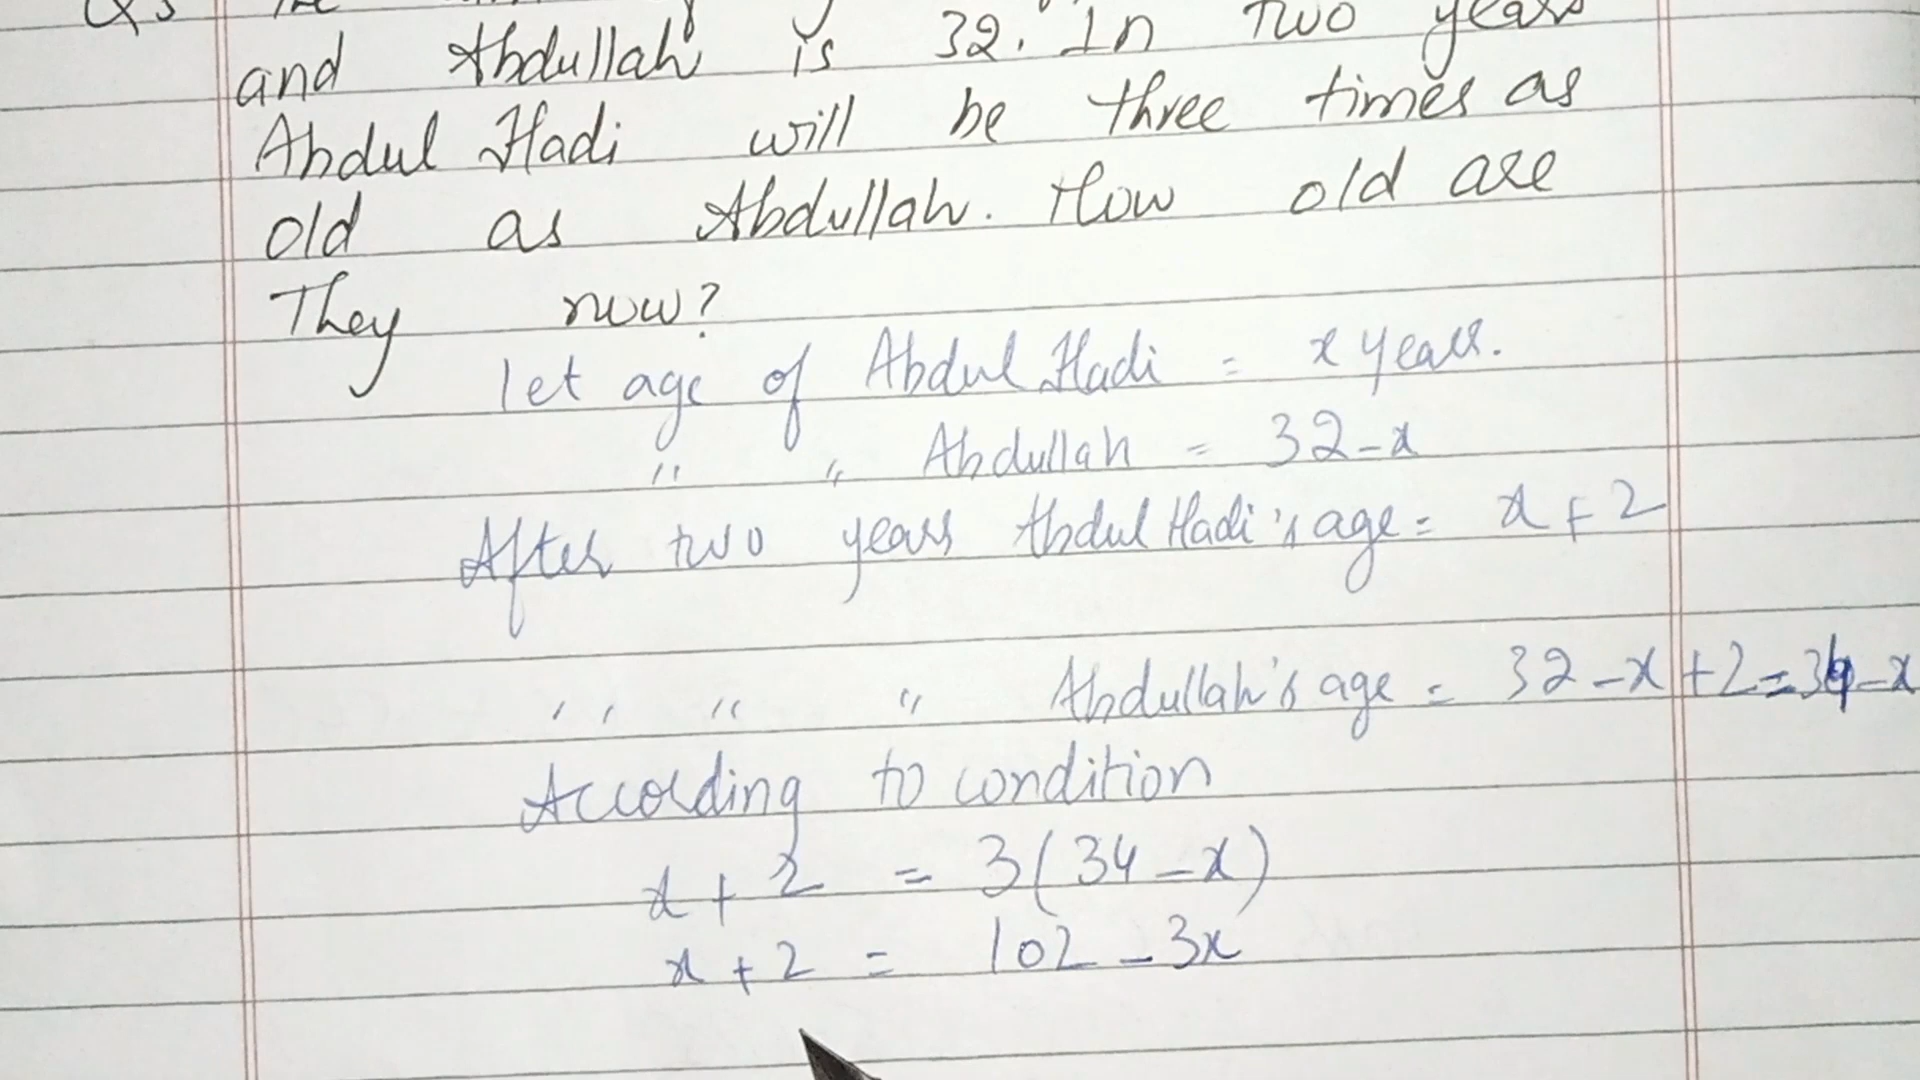 Q3 The
and Abdullah is 32. In Two years
Abdul Hadi will be three times as
old as Abdullah. How old are
They now?
let age of Abdul Hadi = x years.
" " Abdullah = 32-x
After two years Abdul Hadi's age = x + 2
" " " Abdullah's age = 32-x+2=34-x
According to condition
x + 2 = 3(34-x)
x + 2 = 102-3x